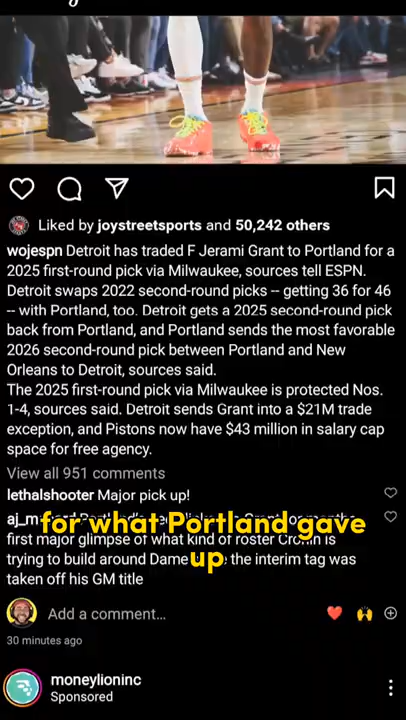 Liked by joystreetsports and 50,242 others
wojespn Detroit has traded F Jerami Grant to Portland for a
2025 first-round pick via Milwaukee, sources tell ESPN.
Detroit swaps 2022 second-round picks -- getting 36 for 46
-- with Portland, too. Detroit gets a 2025 second-round pick
back from Portland, and Portland sends the most favorable
2026 second-round pick between Portland and New
Orleans to Detroit, sources said.
The 2025 first-round pick via Milwaukee is protected Nos.
1-4, sources said. Detroit sends Grant into a $21M trade
exception, and Pistons now have $43 million in salary cap
space for free agency.
View all 951 comments
lethalshooter Major pick up!
for what Portland gave
up
first major glimpse of what kind of roster Cronin is
trying to build around Dame the interim tag was
taken off his GM title
Add a comment...
30 minutes ago
moneylioninc
Sponsored